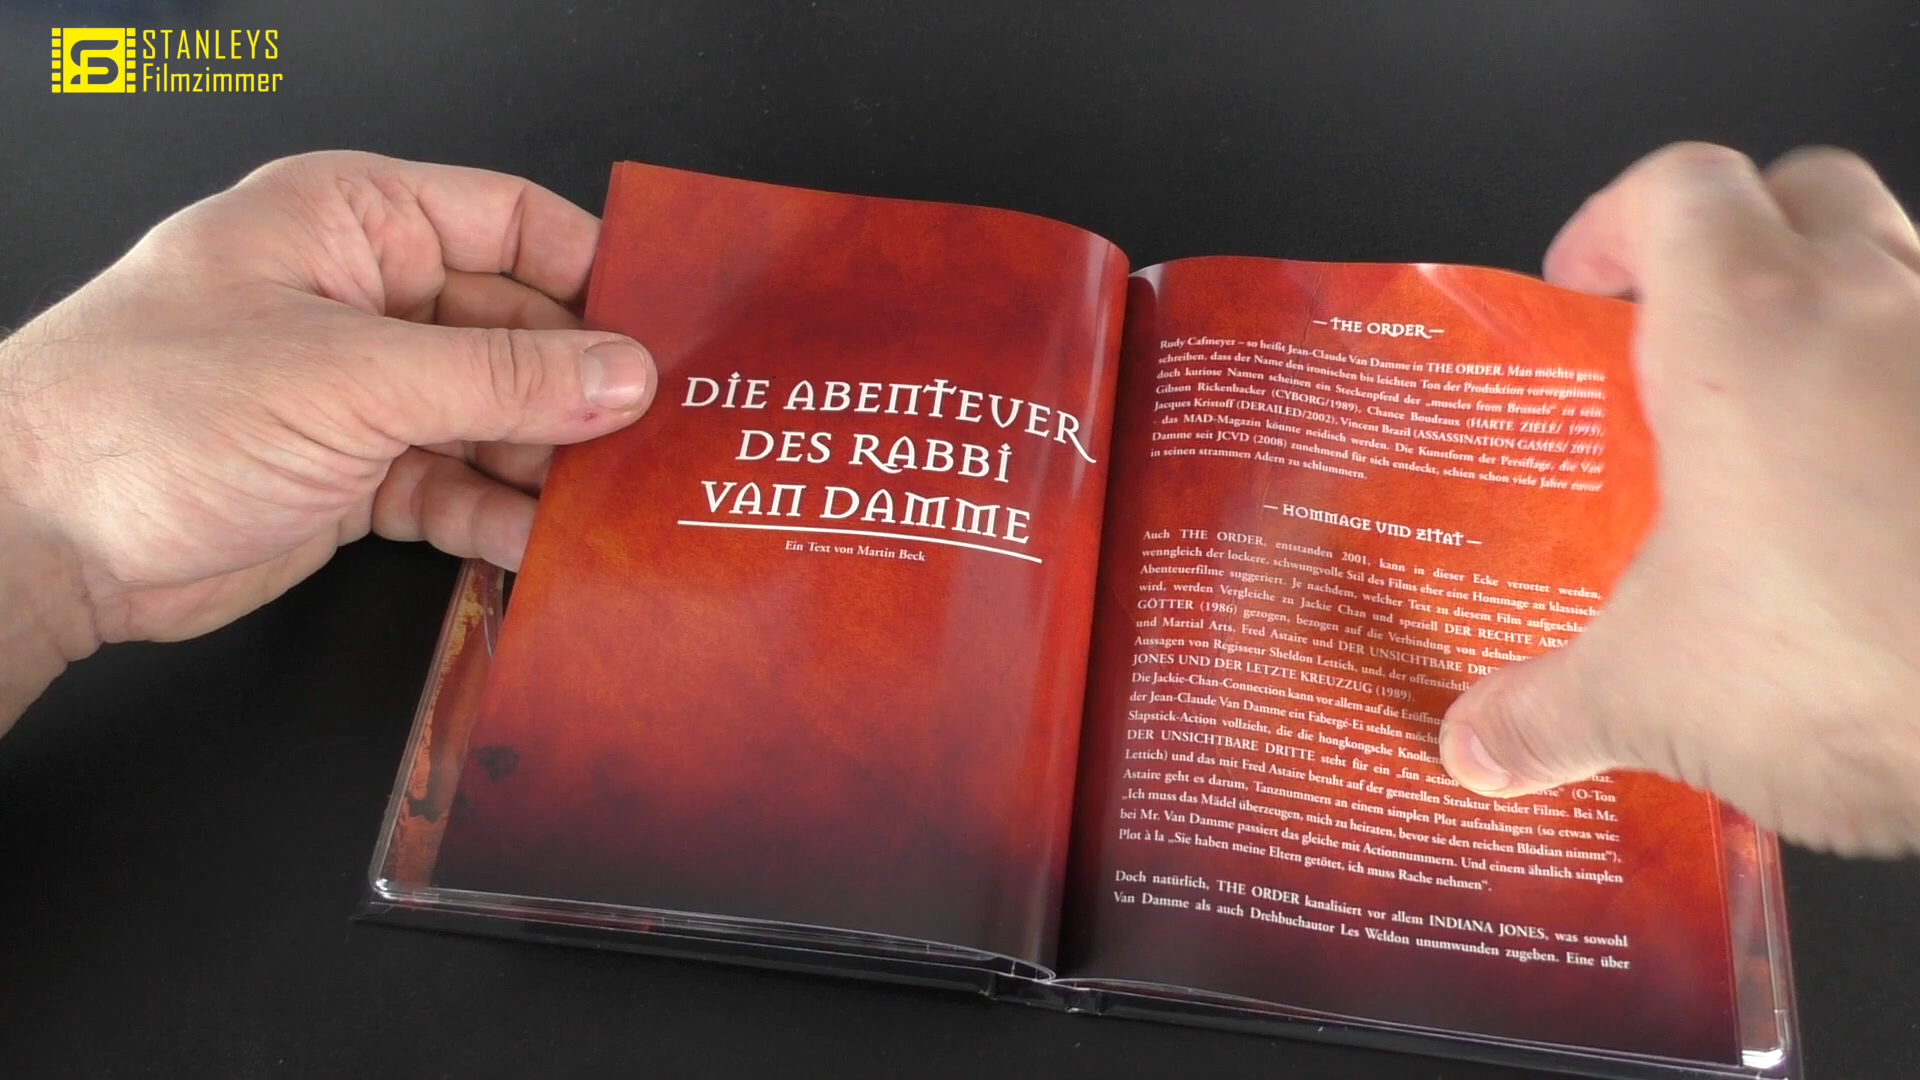 STANLEYS
Filmzimmer
DIE ABENTEUER
DES RABBI
VAN DAMME
Ein Text von Martin Beck
— THE ORDER —
Rudy Cafmeyer – so heißt Jean-Claude Van Damme in THE ORDER. Man möchte gerne
schreiben, dass der Name den ironischen bis leichten Ton der Produktion vorwegnimmt,
doch kuriose Namen scheinen ein Steckenpferd der „muscles from Brussels“ zu sein.
Gibson Rickenbacker (CYBORG/1989), Chance Boudraux (HARTE ZIELE/ 1993),
Jacques Kristoff (DERAILED/2002), Vincent Brazil (ASSASSINATION GAMES/ 2011)
- das MAD-Magazin könnte neidisch werden. Die Kunstform der Persiflage, die Van
Damme seit JCVD (2008) zunehmend für sich entdeckt, schien schon viele Jahre zuvor
in seinen strammen Adern zu schlummern.
— HOMMAGE UND ZITAT —
Auch THE ORDER, entstanden 2001, kann in dieser Ecke verortet werden,
wenngleich der lockere, schwungvolle Stil des Films eher eine Hommage an klassische
Abenteuerfilme suggeriert. Je nachdem, welcher Text zu diesem Film aufgeschla
wird, werden Vergleiche zu Jackie Chan und speziell DER RECHTE ARM
GÖTTER (1986) gezogen, bezogen auf die Verbindung von dehnbar
und Martial Arts, Fred Astaire und DER UNSICHTBARE DRI
Aussagen von Regisseur Sheldon Lettich, und, der offensichtli
JONES UND DER LETZTE KREUZZUG (1989).
Die Jackie-Chan-Connection kann vor allem auf die Eröffnu
der Jean-Claude Van Damme ein Fabergé-Ei stehlen möcht
Slapstick-Action vollzieht, die die hongkongsche Knollen hat.
DER UNSICHTBARE DRITTE steht für ein „fun action movie“ (O-Ton
Lettich) und das mit Fred Astaire beruht auf der generellen Struktur beider Filme. Bei Mr.
Astaire geht es darum, Tanznummern an einem simplen Plot aufzuhängen (so etwas wie:
„Ich muss das Mädel überzeugen, mich zu heiraten, bevor sie den reichen Blödian nimmt“),
bei Mr. Van Damme passiert das gleiche mit Actionnummern. Und einem ähnlich simplen
Plot à la „Sie haben meine Eltern getötet, ich muss Rache nehmen“.
Doch natürlich, THE ORDER kanalisiert vor allem INDIANA JONES, was sowohl
Van Damme als auch Drehbuchautor Les Weldon unumwunden zugeben. Eine über